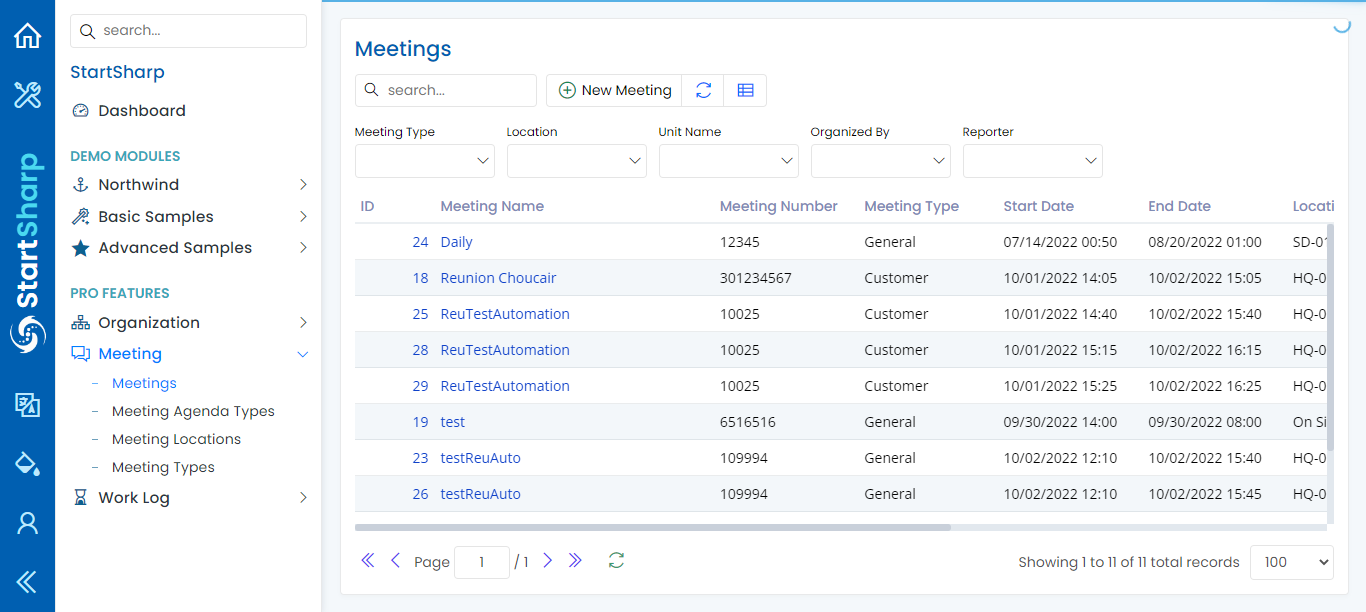 search...
StartSharp
Dashboard
DEMO MODULES
Northwind
Basic Samples
Advanced Samples
PRO FEATURES
Organization
Meeting
Meetings
Meeting Agenda Types
Meeting Locations
Meeting Types
Work Log
StartSharp
Meetings
search...
New Meeting
Meeting Type Location Unit Name Organized By Reporter
ID Meeting Name Meeting Number Meeting Type Start Date End Date Locati
24 Daily 12345 General 07/14/2022 00:50 08/20/2022 01:00 SD-01
18 Reunion Choucair 301234567 Customer 10/01/2022 14:05 10/02/2022 15:05 HQ-0
25 ReuTestAutomation 10025 Customer 10/01/2022 14:40 10/02/2022 15:40 HQ-0
28 ReuTestAutomation 10025 Customer 10/01/2022 15:15 10/02/2022 16:15 HQ-0
29 ReuTestAutomation 10025 Customer 10/01/2022 15:25 10/02/2022 16:25 HQ-0
19 test 6516516 General 09/30/2022 14:00 09/30/2022 08:00 On Si
23 testReuAuto 109994 General 10/02/2022 12:10 10/02/2022 15:40 HQ-0
26 testReuAuto 109994 General 10/02/2022 12:10 10/02/2022 15:45 HQ-0
Page 1 / 1 Showing 1 to 11 of 11 total records 100